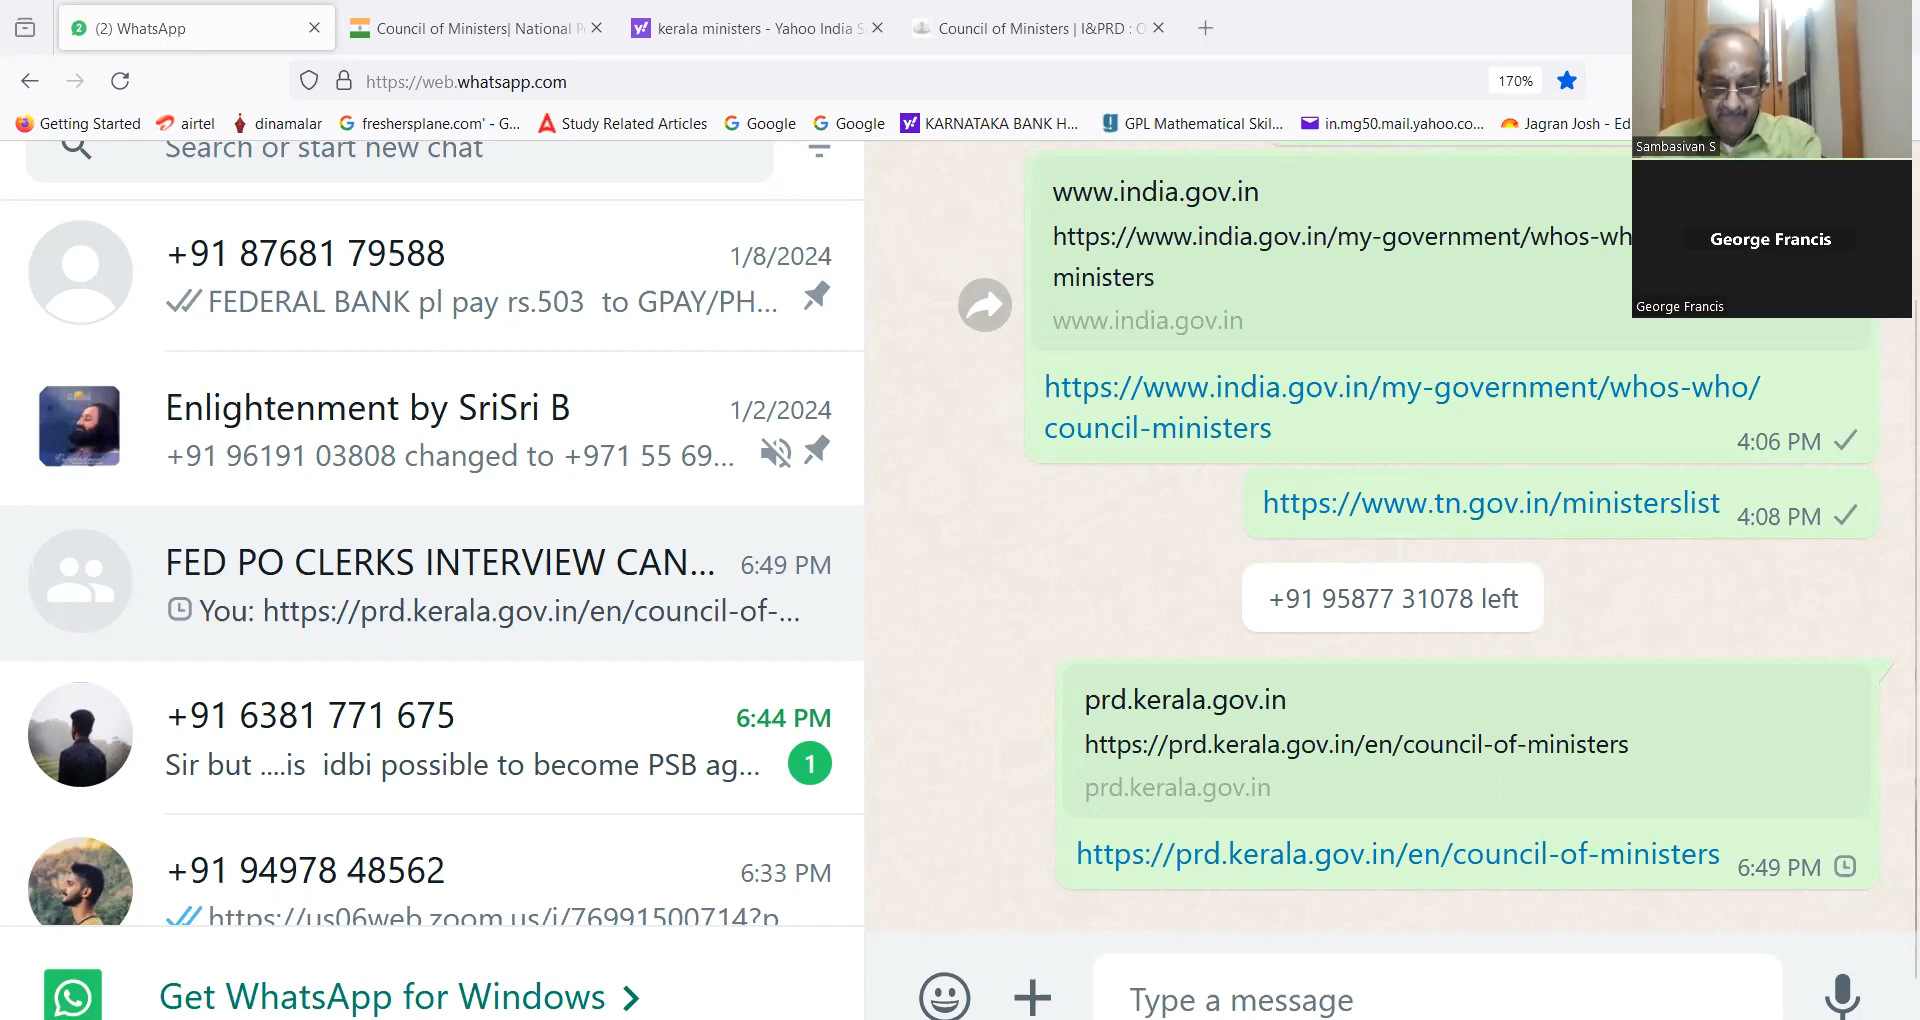 (2) WhatsApp
Council of Ministers| National P
kerala ministers - Yahoo India S
Council of Ministers | I&PRD : O
https://web.whatsapp.com
170%
Getting Started
airtel
dinamalar
freshersplane.com' - G...
Study Related Articles
Google
Google
KARNATAKA BANK H...
GPL Mathematical Skil...
in.mg50.mail.yahoo.co...
Jagran Josh - Ed
Sambasivan S
George Francis
George Francis
Search or start new chat
+91 87681 79588
1/8/2024
FEDERAL BANK pl pay rs.503 to GPAY/PH...
Enlightenment by SriSri B
1/2/2024
+91 96191 03808 changed to +971 55 69...
FED PO CLERKS INTERVIEW CAN...
6:49 PM
You: https://prd.kerala.gov.in/en/council-of-...
+91 6381 771 675
6:44 PM
Sir but ....is idbi possible to become PSB ag...
1
+91 94978 48562
6:33 PM
https://us06web.zoom.us/j/76991500714?p
Get WhatsApp for Windows
www.india.gov.in
https://www.india.gov.in/my-government/whos-wh
ministers
www.india.gov.in
https://www.india.gov.in/my-government/whos-who/
council-ministers
4:06 PM
https://www.tn.gov.in/ministerslist
4:08 PM
+91 95877 31078 left
prd.kerala.gov.in
https://prd.kerala.gov.in/en/council-of-ministers
prd.kerala.gov.in
https://prd.kerala.gov.in/en/council-of-ministers
6:49 PM
Type a message